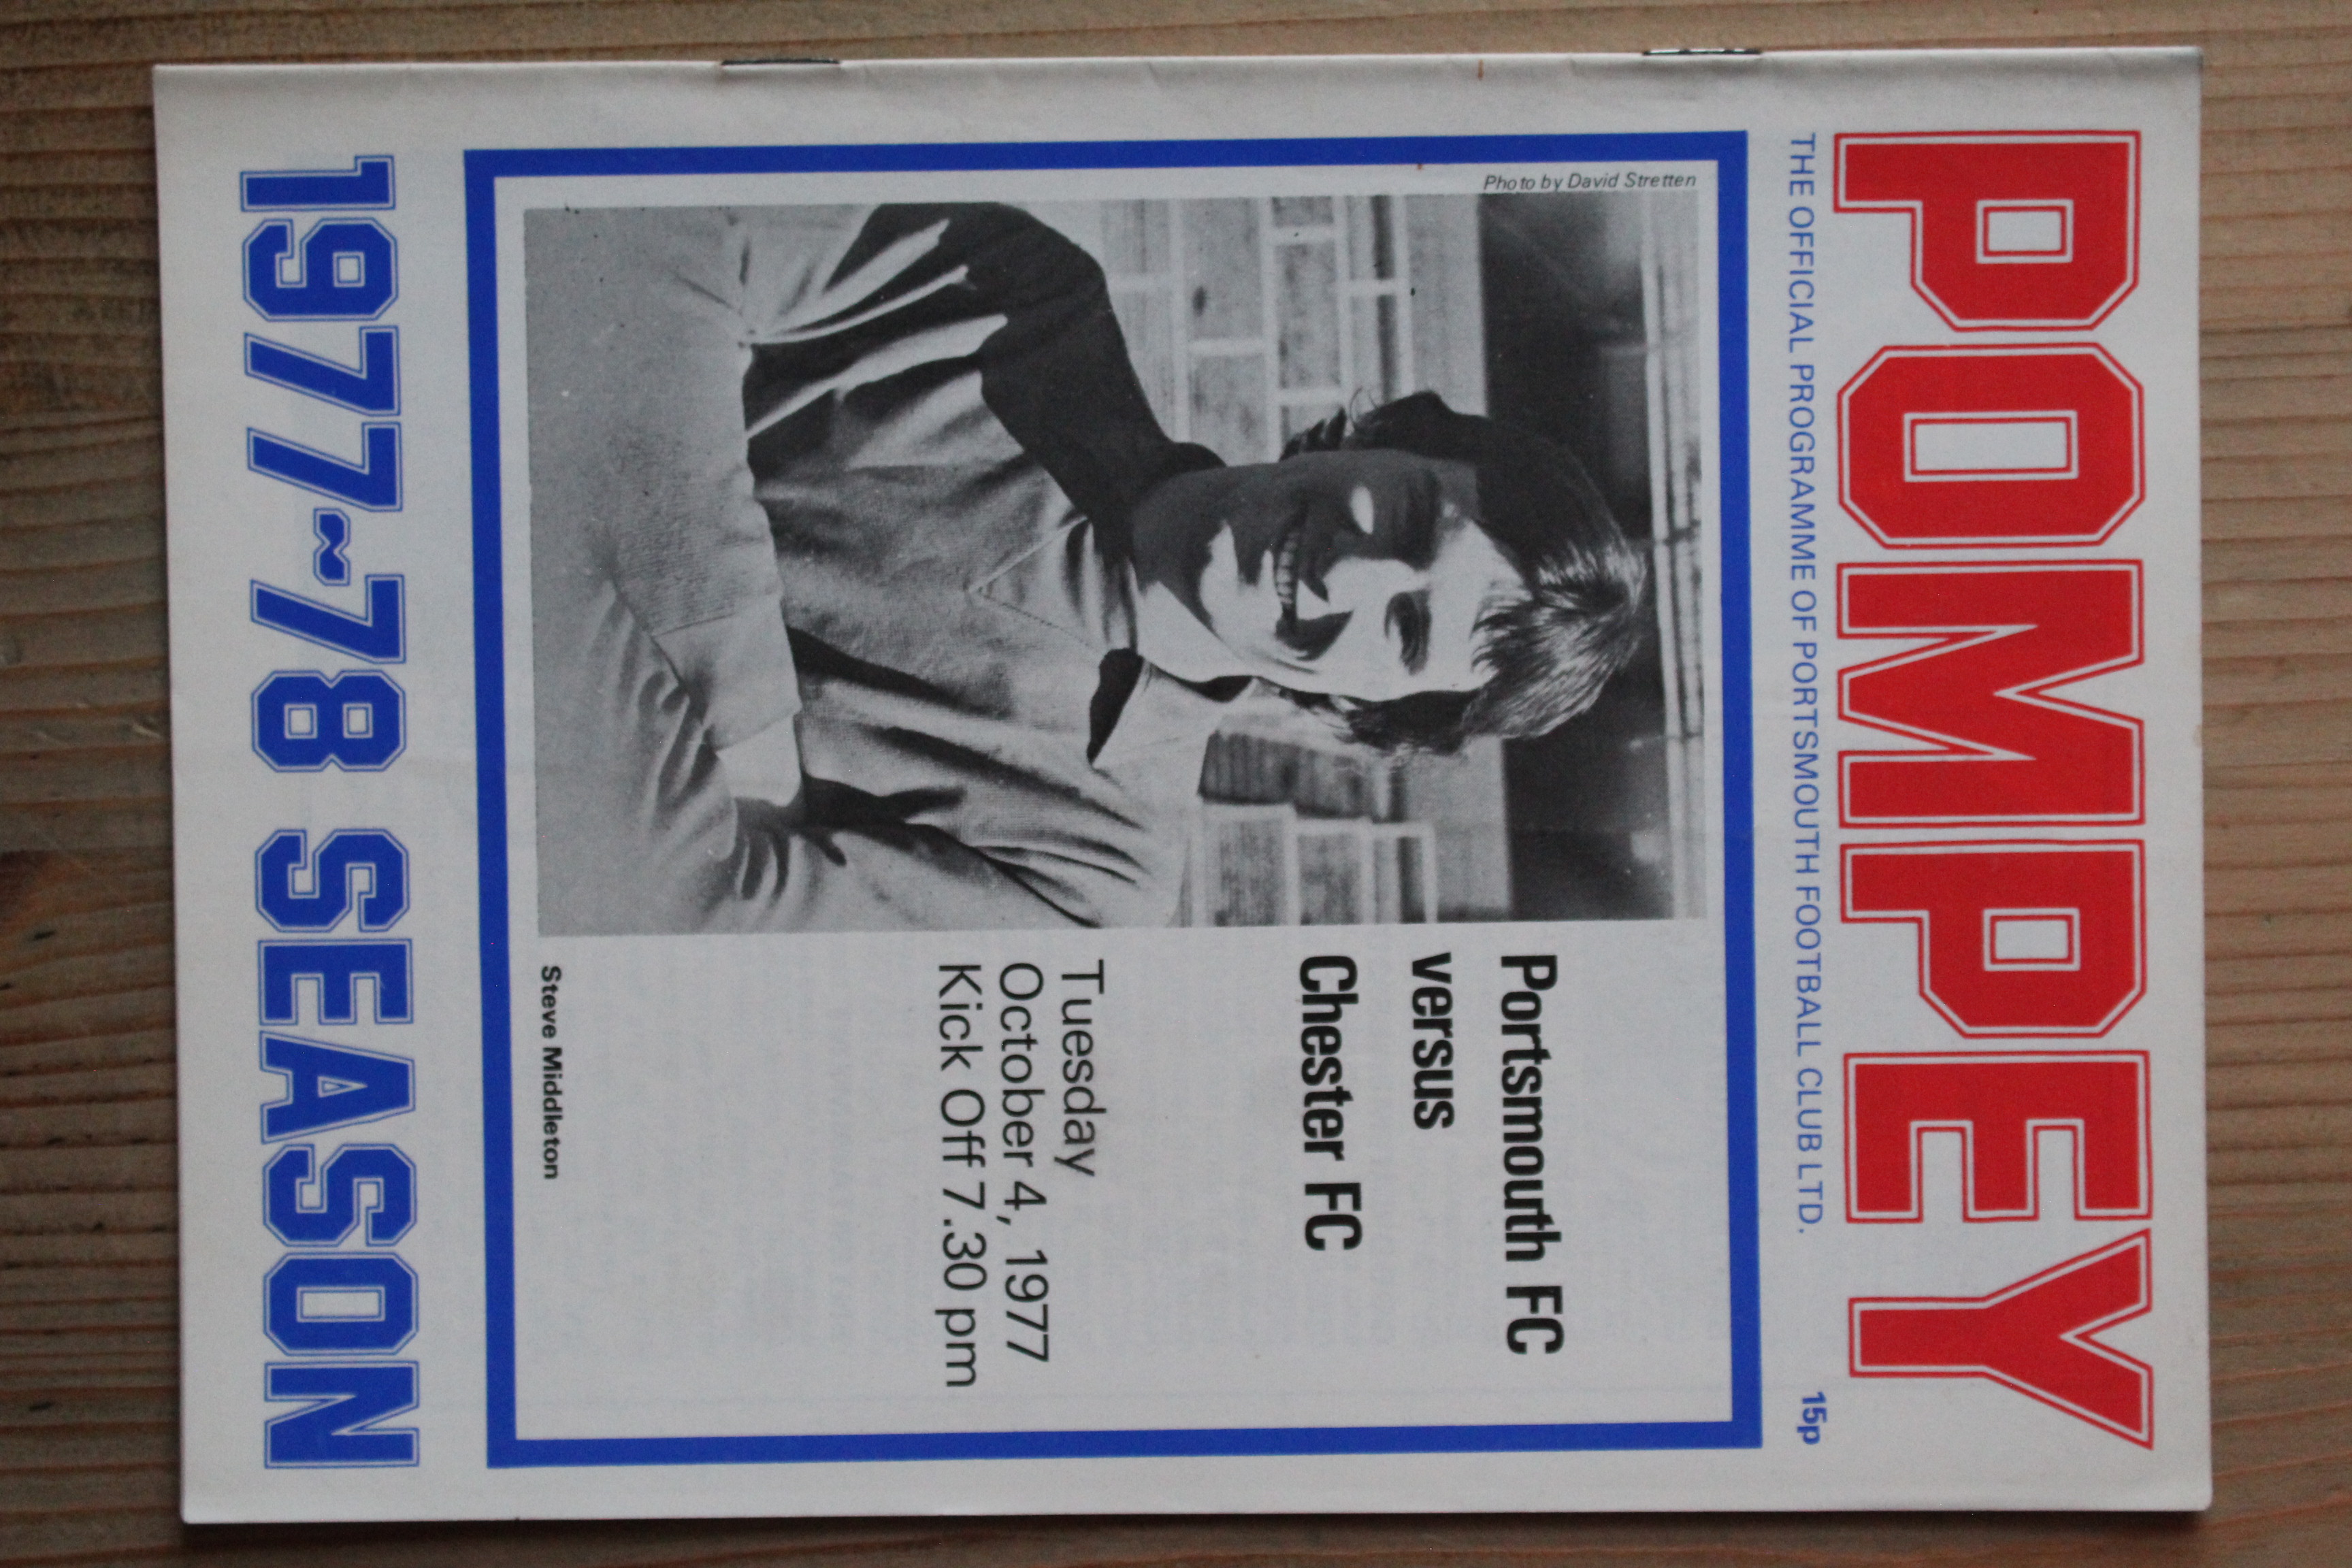 POMPEY
THE OFFICIAL PROGRAMME OF PORTSMOUTH FOOTBALL CLUB LTD.
15p
Photo by David Stretten
Portsmouth FC
versus
Chester FC
Tuesday
October 4, 1977
Kick Off 7.30 pm
Steve Middleton
1977~78 SEASON